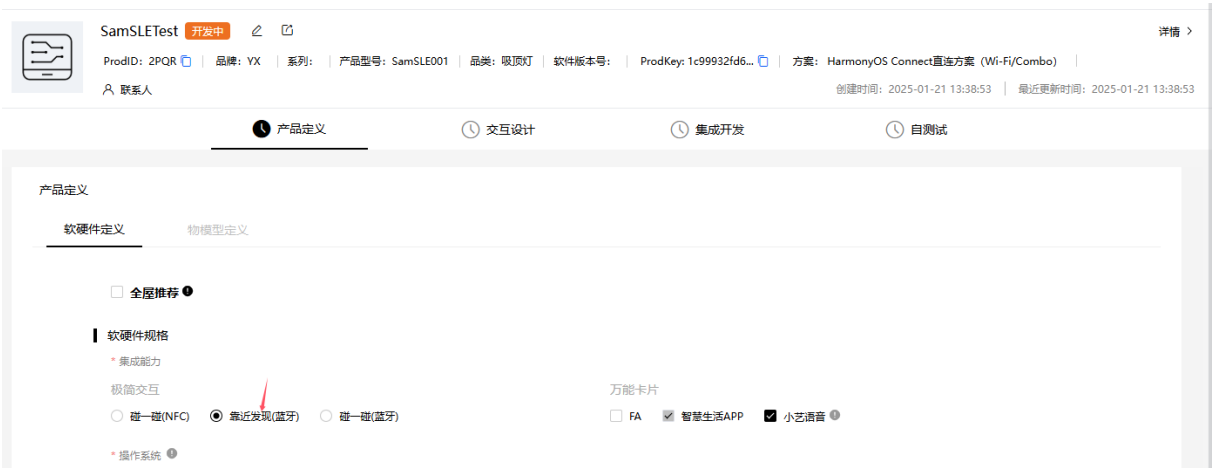 SamSLETest 开发中 详情
ProdID: 2PQR 品牌: YX 系列: 产品型号: SamSLE001 品类: 吸顶灯 软件版本号: ProdKey: 1c99932fd6... 方案: HarmonyOS Connect直连方案 (Wi-Fi/Combo)
联系人 创建时间: 2025-01-21 13:38:53 最近更新时间: 2025-01-21 13:38:53
产品定义 交互设计 集成开发 自测试
产品定义
软硬件定义 物模型定义
全屋推荐
软硬件规格
* 集成能力
极简交互 万能卡片
碰一碰(NFC) 靠近发现(蓝牙) 碰一碰(蓝牙) FA 智慧生活APP 小艺语音
* 操作系统